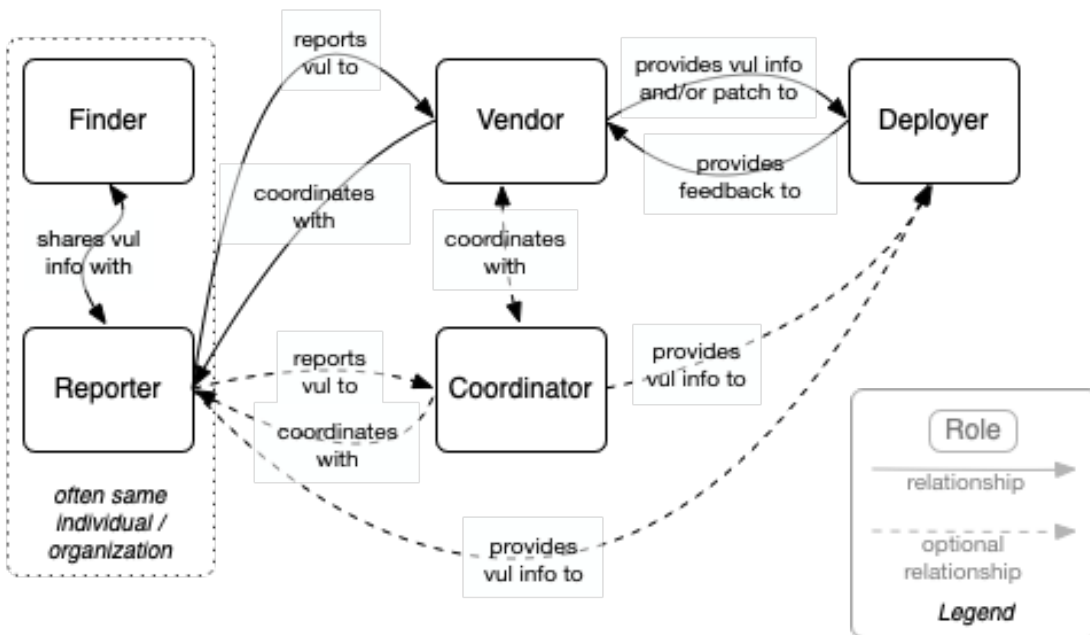 reports
vul to
Finder
Vendor
provides vul info
and/or patch to
Deployer
provides
feedback to
coordinates
with
shares vul
info with
coordinates
with
Reporter
reports
vul to
Coordinator
provides
vul info to
coordinates
with
often same
individual /
organization
provides
vul info to
Role
relationship
optional
relationship
Legend